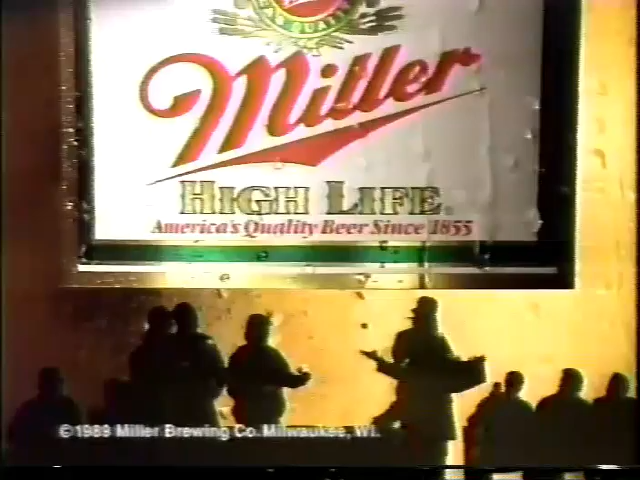 Miller
HIGH LIFE
America's Quality Beer Since 1855
© 1989 Miller Brewing Co. Milwaukee, WI.